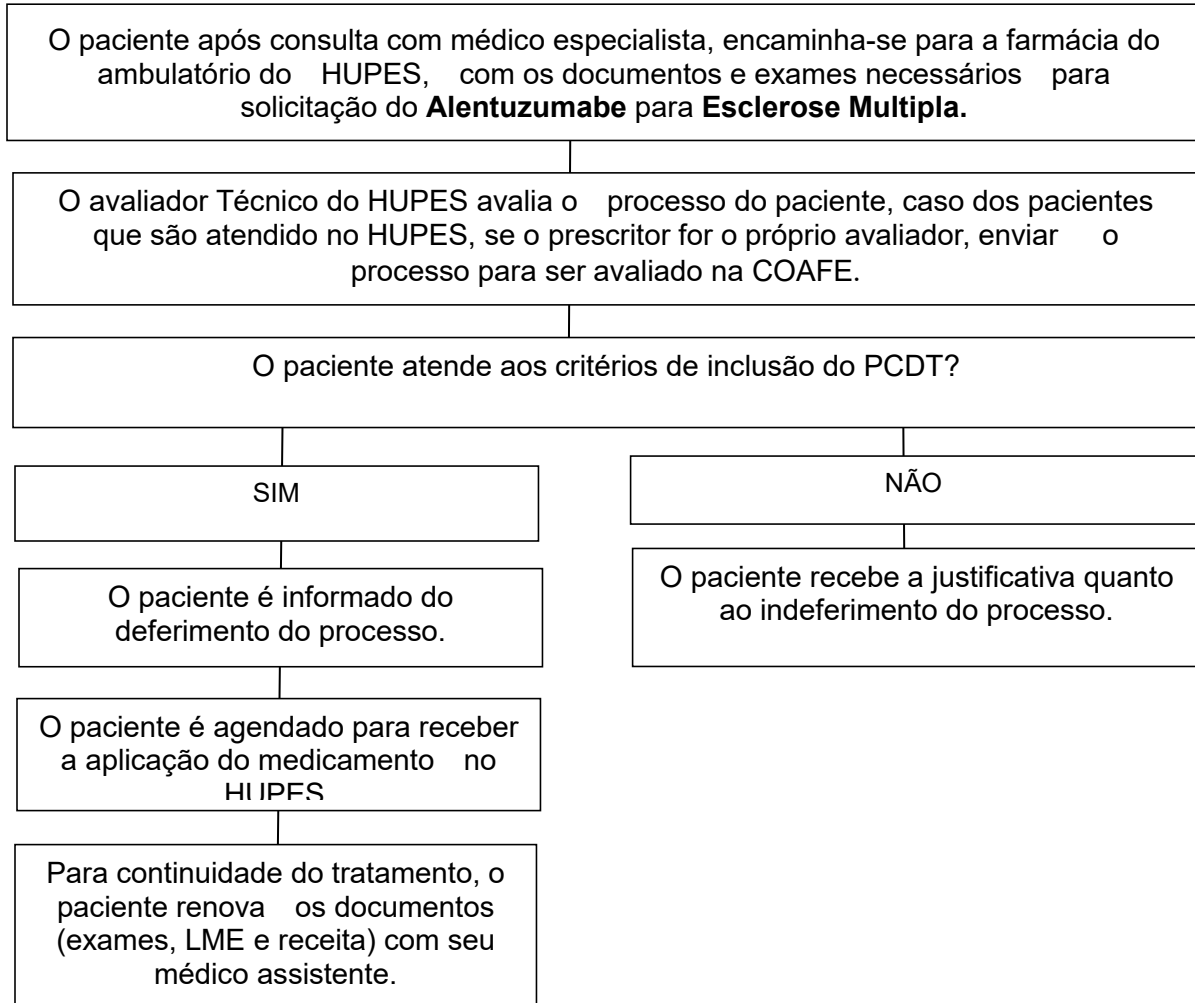 O paciente após consulta com médico especialista, encaminha-se para a farmácia do
ambulatório do HUPES, com os documentos e exames necessários para
solicitação do Alentuzumabe para Esclerose Multipla.
O avaliador Técnico do HUPES avalia o processo do paciente, caso dos pacientes
que são atendido no HUPES, se o prescritor for o próprio avaliador, enviar o
processo para ser avaliado na COAFE.
O paciente atende aos critérios de inclusão do PCDT?
SIM
O paciente é informado do
deferimento do processo.
O paciente é agendado para receber
a aplicação do medicamento no
HUPES
Para continuidade do tratamento, o
paciente renova os documentos
(exames, LME e receita) com seu
médico assistente.
NÃO
O paciente recebe a justificativa quanto
ao indeferimento do processo.